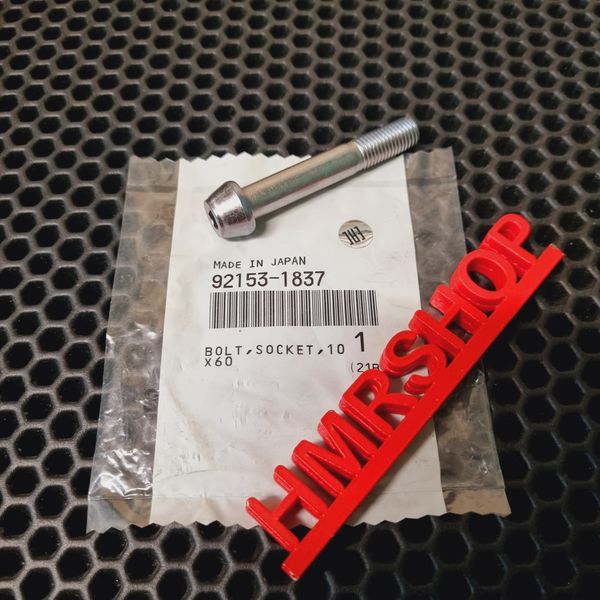 MADE IN JAPAN
92153-1837
BOLT,SOCKET,10 1
X60
(21B
HMRSHOP